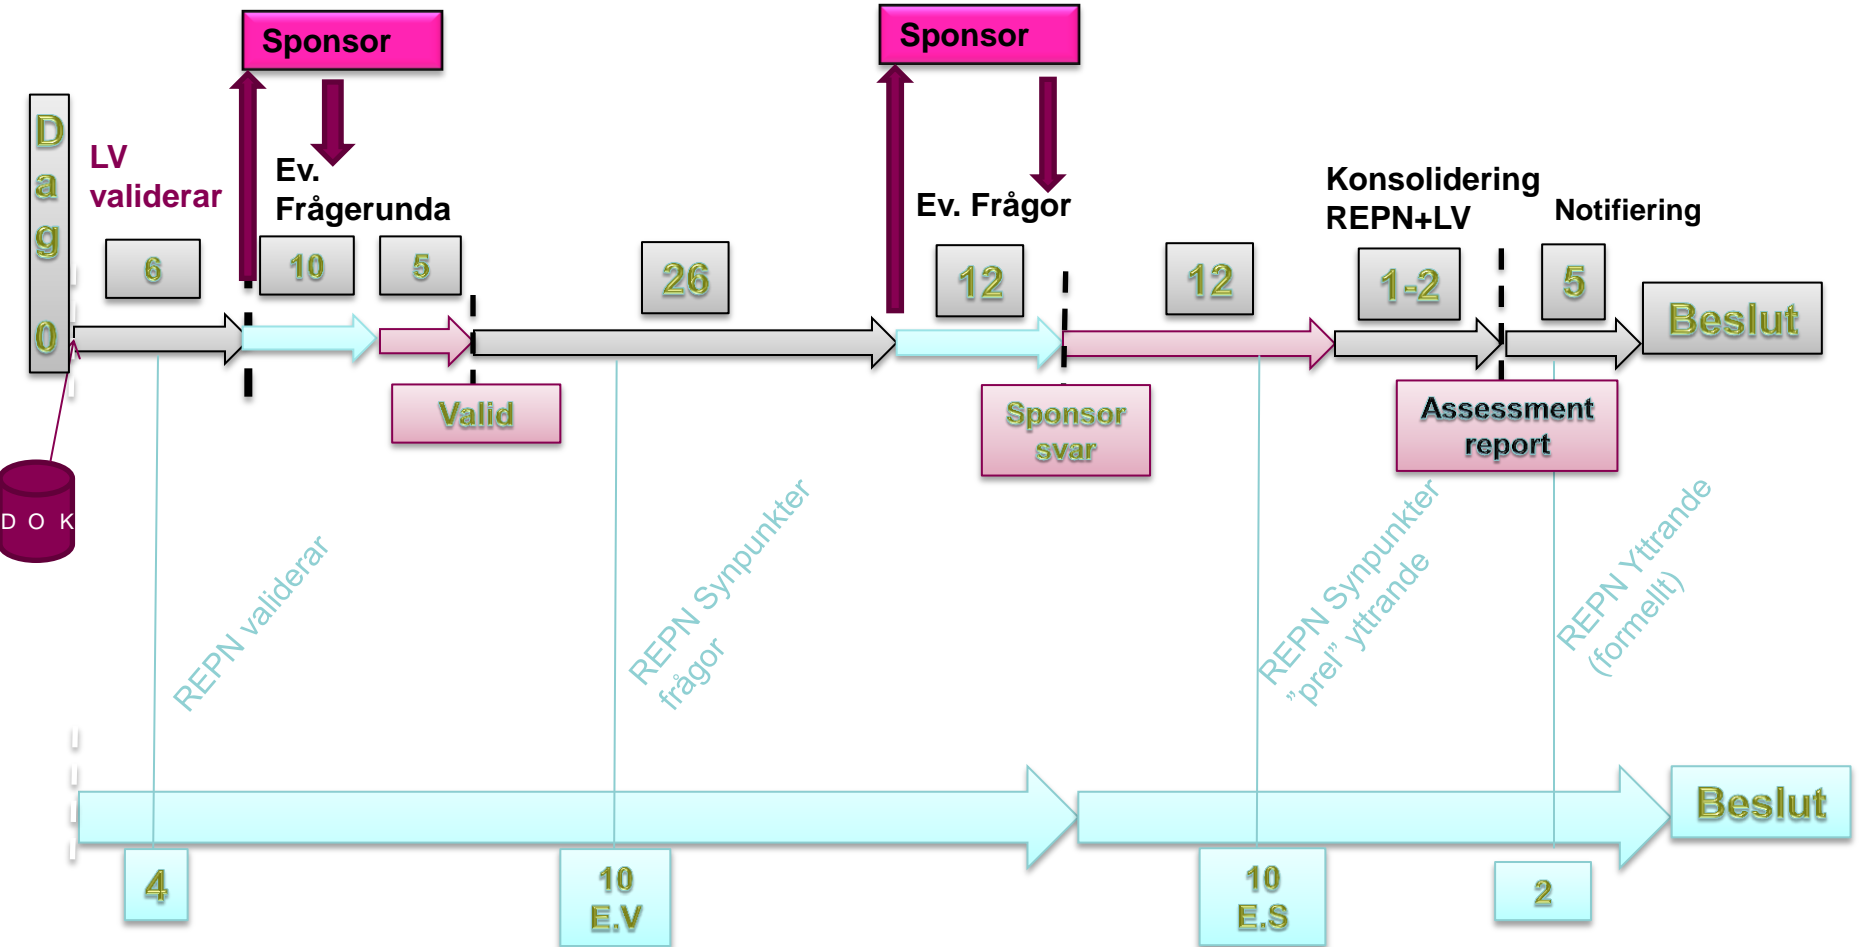 Sponsor
Sponsor
Dag 0
LV
validerar
Ev.
Frågerunda
Ev. Frågor
Konsolidering
REPN+LV
Notifiering
6
10
5
26
12
12
1-2
5
Beslut
Valid
Sponsor
svar
Assessment
report
D O K
REPN validerar
REPN Synpunkter
frågor
REPN Synpunkter
”prel” yttrande
REPN Yttrande
(formellt)
Beslut
4
10
E.V
10
E.S
2